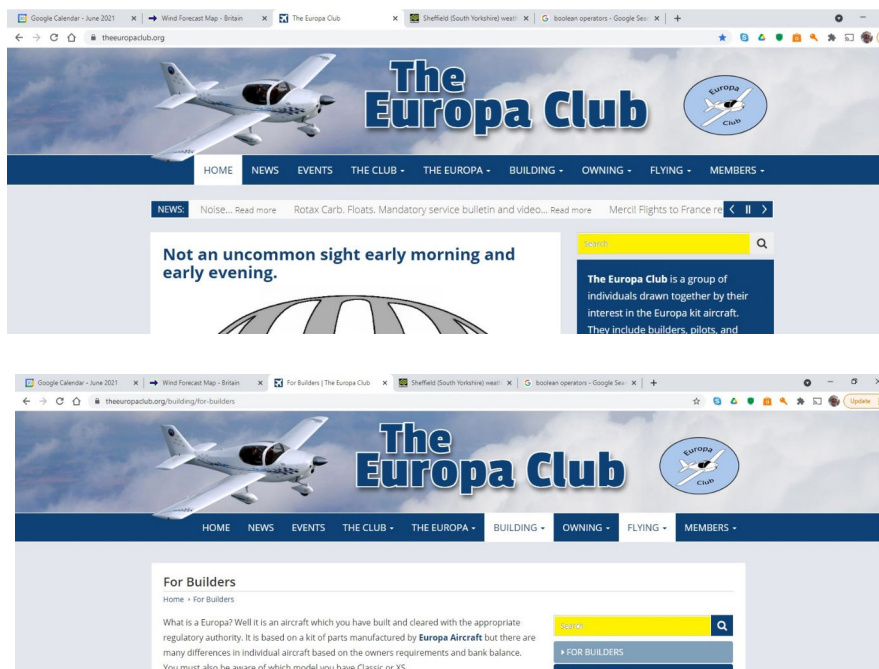 Google Calendar - June 2021
Wind Forecast Map - Britain
The Europa Club
Sheffield (South Yorkshire) weath
boolean operators - Google Sea
theeuropaclub.org
The
Europa Club
Europa
Club
HOME NEWS EVENTS THE CLUB THE EUROPA BUILDING OWNING FLYING MEMBERS
NEWS: Noise... Read more Rotax Carb. Floats. Mandatory service bulletin and video... Read more Mercil Flights to France re
Not an uncommon sight early morning and
early evening.
Search
The Europa Club is a group of
individuals drawn together by their
interest in the Europa kit aircraft.
They include builders, pilots, and
Google Calendar - June 2021
Wind Forecast Map - Britain
For Builders | The Europa Club
Sheffield (South Yorkshire) weath
boolean operators - Google Sea
theeuropaclub.org/building/for-builders
Update
The
Europa Club
Europa
Club
HOME NEWS EVENTS THE CLUB THE EUROPA BUILDING OWNING FLYING MEMBERS
For Builders
Home • For Builders
What is a Europa? Well it is an aircraft which you have built and cleared with the appropriate
regulatory authority. It is based on a kit of parts manufactured by Europa Aircraft but there are
many differences in individual aircraft based on the owners requirements and bank balance.
You must also be aware of which model you have Classic or XS.
Search
FOR BUILDERS